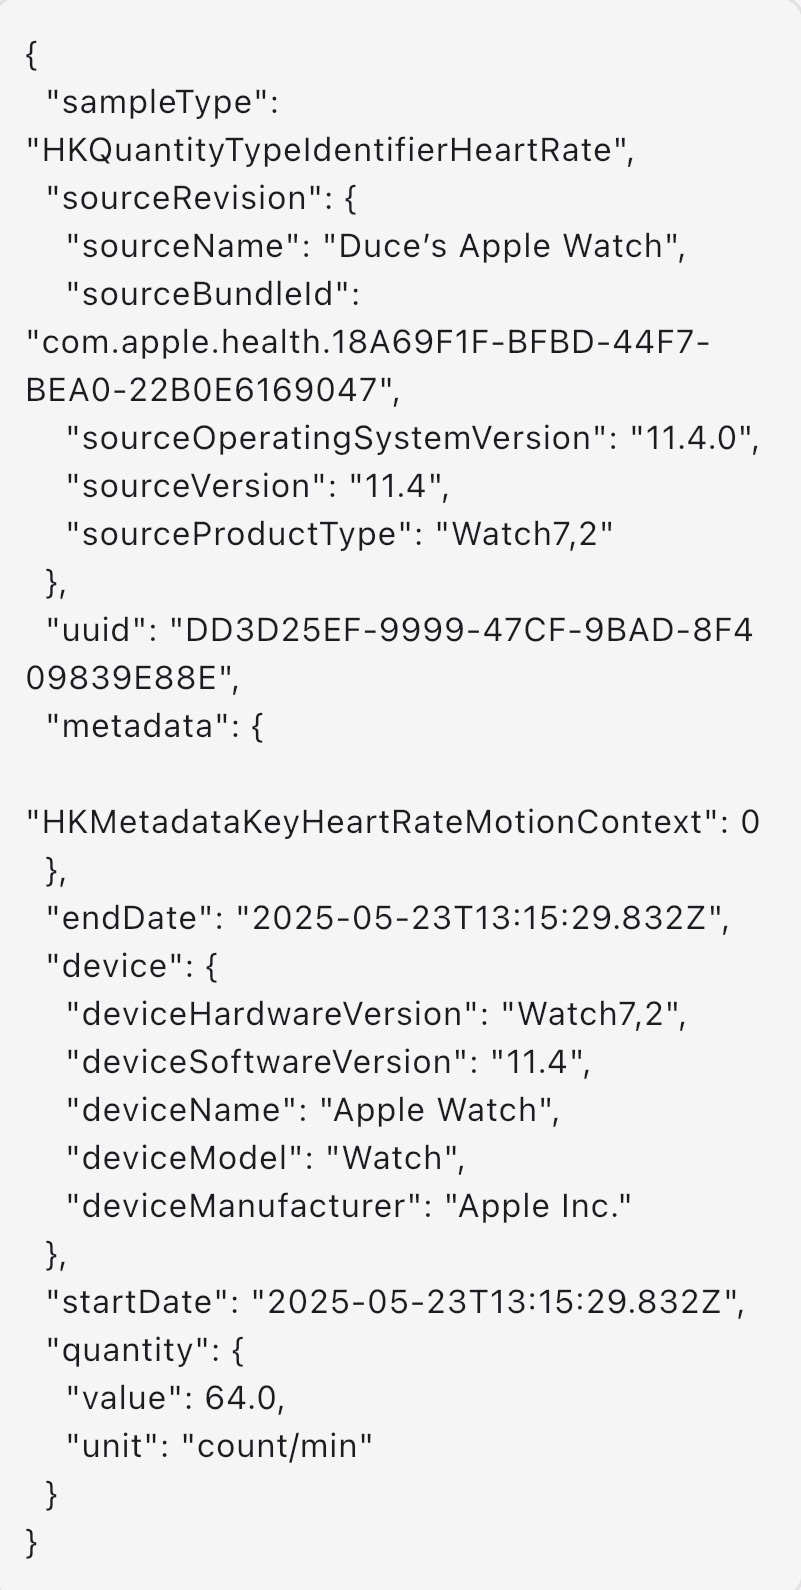 {
"sampleType":
"HKQuantityTypeIdentifierHeartRate",
"sourceRevision": {
"sourceName": "Duce’s Apple Watch",
"sourceBundleId":
"com.apple.health.18A69F1F-BFBD-44F7-
BEA0-22B0E6169047",
"sourceOperatingSystemVersion": "11.4.0",
"sourceVersion": "11.4",
"sourceProductType": "Watch7,2"
},
"uuid": "DD3D25EF-9999-47CF-9BAD-8F4
09839E88E",
"metadata": {
"HKMetadataKeyHeartRateMotionContext": 0
},
"endDate": "2025-05-23T13:15:29.832Z",
"device": {
"deviceHardwareVersion": "Watch7,2",
"deviceSoftwareVersion": "11.4",
"deviceName": "Apple Watch",
"deviceModel": "Watch",
"deviceManufacturer": "Apple Inc."
},
"startDate": "2025-05-23T13:15:29.832Z",
"quantity": {
"value": 64.0,
"unit": "count/min"
}
}